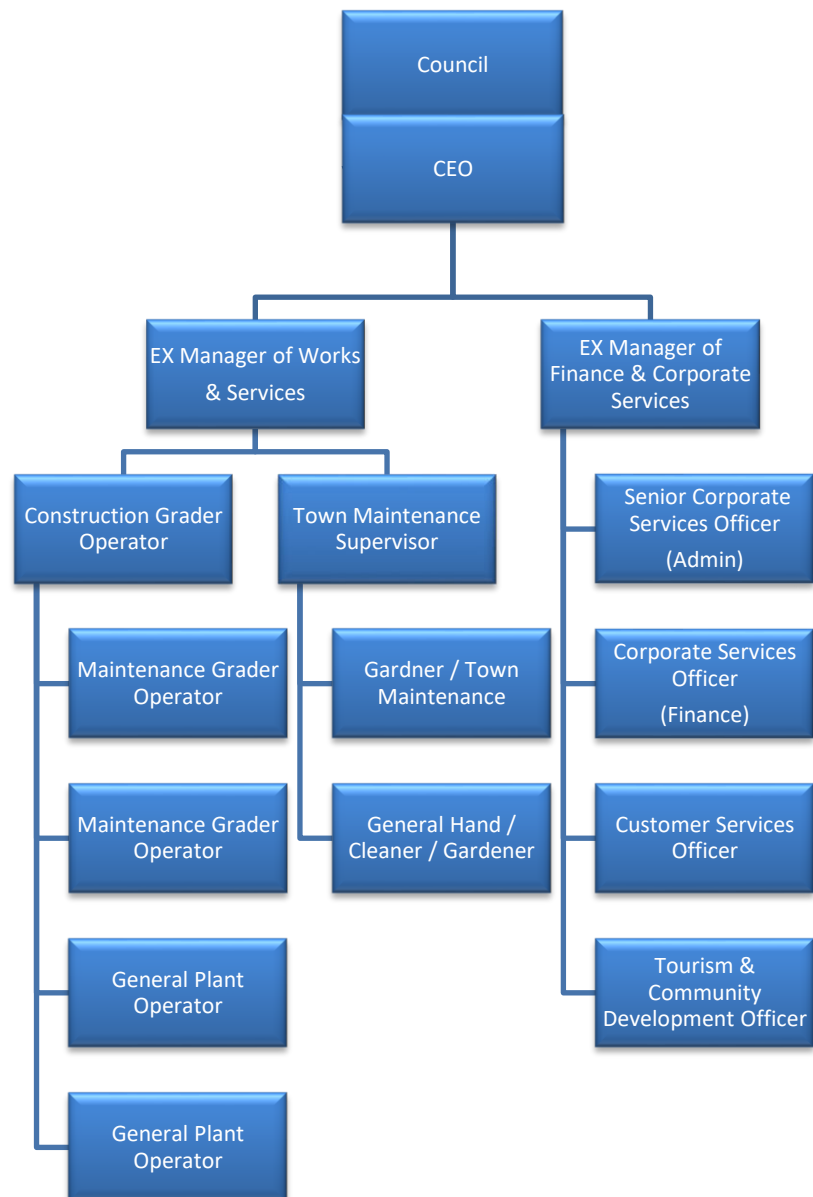 Council
CEO
EX Manager of Works
& Services
EX Manager of
Finance & Corporate
Services
Construction Grader
Operator
Maintenance Grader
Operator
Maintenance Grader
Operator
General Plant
Operator
General Plant
Operator
Town Maintenance
Supervisor
Gardner / Town
Maintenance
General Hand /
Cleaner / Gardener
Senior Corporate
Services Officer
(Admin)
Corporate Services
Officer
(Finance)
Customer Services
Officer
Tourism &
Community
Development Officer